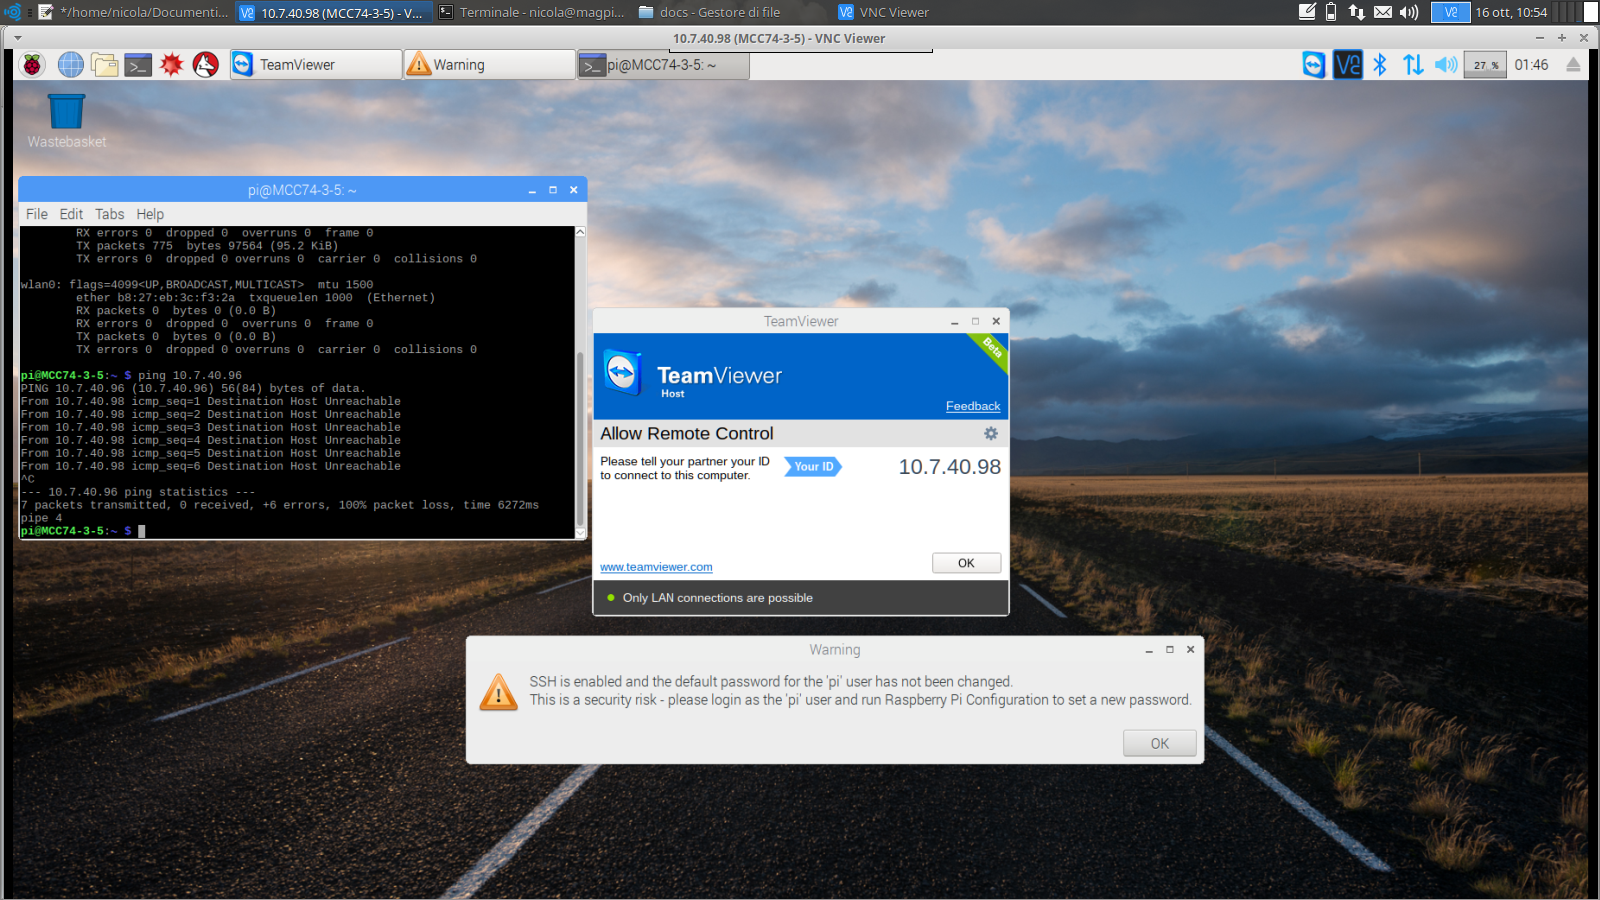 */home/nicola/Documenti...
10.7.40.98 (MCC74-3-5) - V...
Terminale - nicola@magpi...
docs - Gestore di file
VNC Viewer
16 ott, 10:54
10.7.40.98 (MCC74-3-5) - VNC Viewer
TeamViewer
Warning
pi@MCC74-3-5: ~
27 %
01:46
Wastebasket
pi@MCC74-3-5: ~
File Edit Tabs Help
RX errors 0 dropped 0 overruns 0 frame 0
TX packets 775 bytes 97564 (95.2 KiB)
TX errors 0 dropped 0 overruns 0 carrier 0 collisions 0
wlan0: flags=4099<UP,BROADCAST,MULTICAST> mtu 1500
ether b8:27:eb:3c:f3:2a txqueuelen 1000 (Ethernet)
RX packets 0 bytes 0 (0.0 B)
RX errors 0 dropped 0 overruns 0 frame 0
TX packets 0 bytes 0 (0.0 B)
TX errors 0 dropped 0 overruns 0 carrier 0 collisions 0
pi@MCC74-3-5:~ $ ping 10.7.40.96
PING 10.7.40.96 (10.7.40.96) 56(84) bytes of data.
From 10.7.40.98 icmp_seq=1 Destination Host Unreachable
From 10.7.40.98 icmp_seq=2 Destination Host Unreachable
From 10.7.40.98 icmp_seq=3 Destination Host Unreachable
From 10.7.40.98 icmp_seq=4 Destination Host Unreachable
From 10.7.40.98 icmp_seq=5 Destination Host Unreachable
From 10.7.40.98 icmp_seq=6 Destination Host Unreachable
^C
--- 10.7.40.96 ping statistics ---
7 packets transmitted, 0 received, +6 errors, 100% packet loss, time 6272ms
pipe 4
pi@MCC74-3-5:~ $
TeamViewer
Beta
TeamViewer
Host
Feedback
Allow Remote Control
Please tell your partner your ID
to connect to this computer.
Your ID
10.7.40.98
www.teamviewer.com
OK
Only LAN connections are possible
Warning
SSH is enabled and the default password for the 'pi' user has not been changed.
This is a security risk - please login as the 'pi' user and run Raspberry Pi Configuration to set a new password.
OK